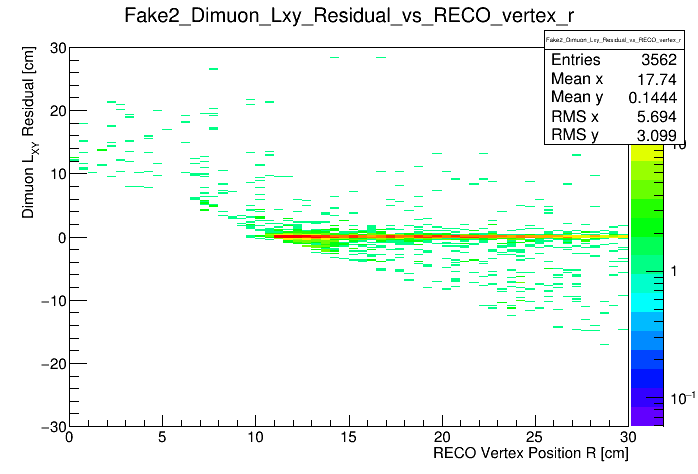 Fake2_Dimuon_Lxy_Residual_vs_RECO_vertex_r
Fake2_Dimuon_Lxy_Residual_vs_RECO_vertex_r
Entries 3562
Mean x 17.74
Mean y 0.1444
RMS x 5.694
RMS y 3.099
Dimuon LXY Residual [cm]
30
20
10
0
−10
−20
−30
0 5 10 15 20 25 30
RECO Vertex Position R [cm]
10
1
10−1